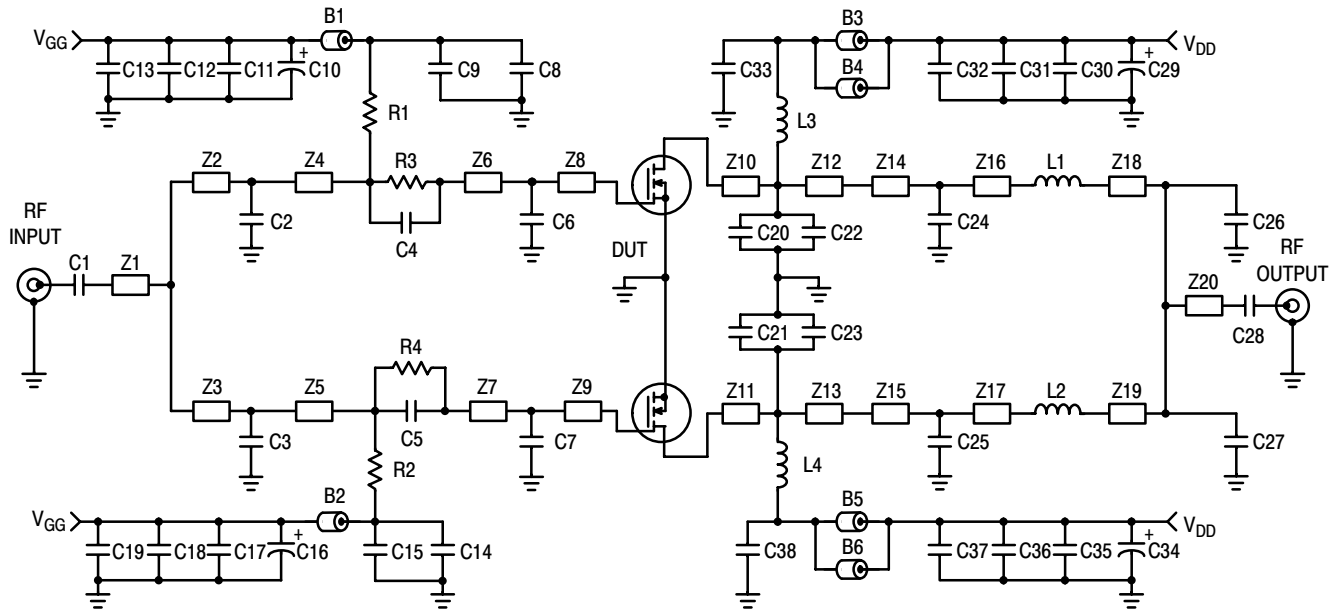 B1
B3
VGG
VDD
C13
C12
C11
+
C10
C9
C8
C33
B4
C32
C31
C30
+
C29
R1
L3
Z2
Z4
R3
Z6
Z8
Z10
Z12
Z14
Z16
L1
Z18
RF
INPUT
C2
C4
C6
C20
C22
C24
C26
C1
Z1
DUT
RF
OUTPUT
Z20
C28
C21
C23
R4
Z3
Z5
Z7
Z9
Z11
Z13
Z15
Z17
L2
Z19
C3
C5
C7
C25
C27
R2
L4
B2
B5
VGG
VDD
C19
C18
C17
+
C16
C15
C14
C38
B6
C37
C36
C35
+
C34